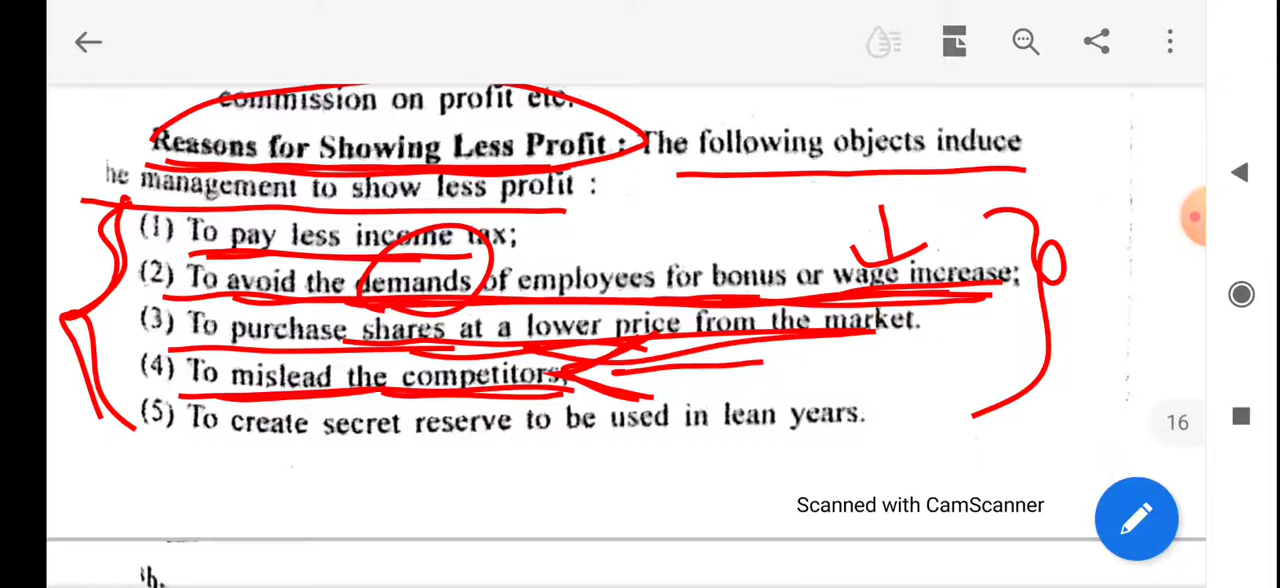 commission on profit etc.
Reasons for Showing Less Profit : The following objects induce
he management to show less profit :
(1) To pay less income tax;
(2) To avoid the demands of employees for bonus or wage increase;
(3) To purchase shares at a lower price from the market.
(4) To mislead the competitors;
(5) To create secret reserve to be used in lean years.
16
Scanned with CamScanner